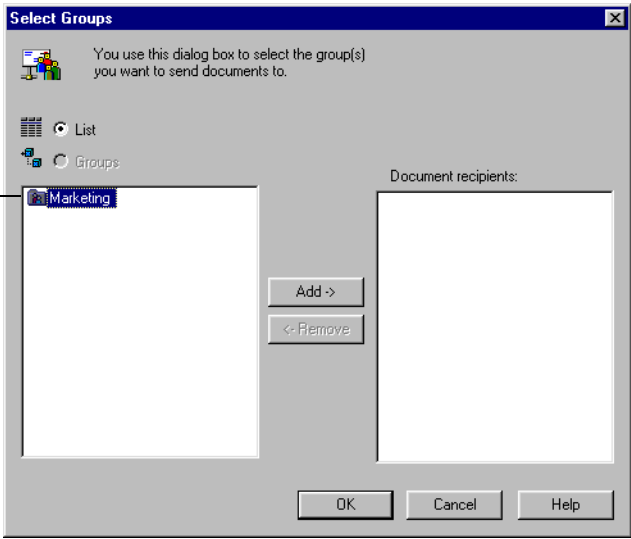 Select Groups
You use this dialog box to select the group(s)
you want to send documents to.
List
Groups
Document recipients:
Marketing
Add ->
<- Remove
OK
Cancel
Help